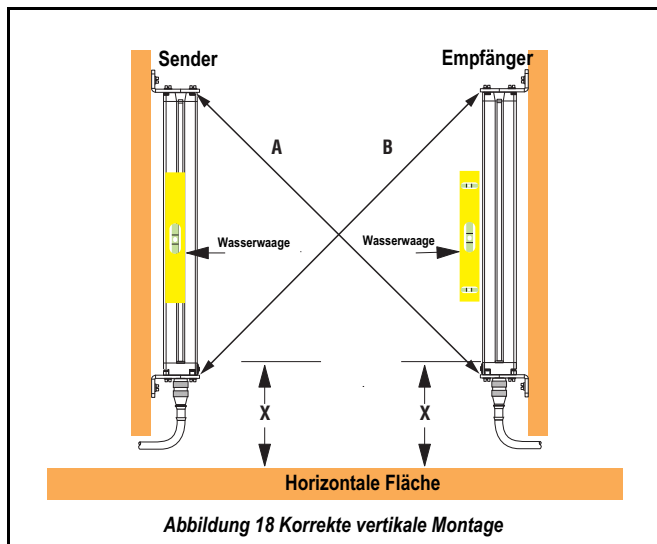 Sender
Empfänger
A
B
Wasserwaage
Wasserwaage
X
X
Horizontale Fläche
Abbildung 18 Korrekte vertikale Montage